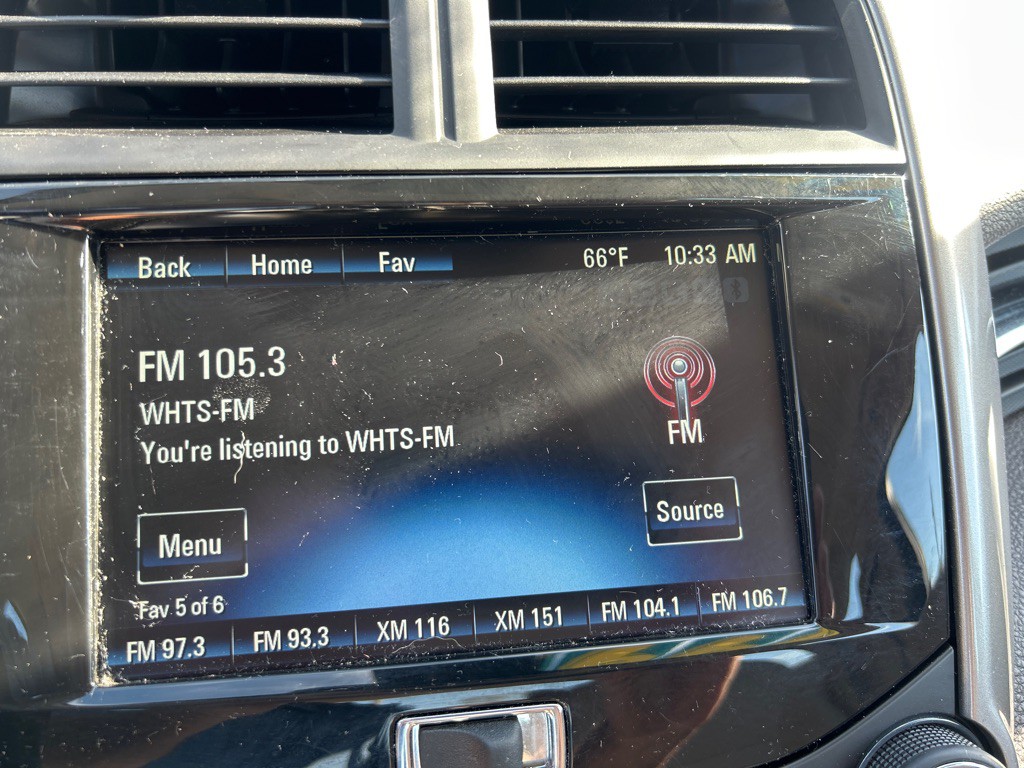 Back Home Fav 66°F 10:33 AM
FM 105.3
WHTS-FM
You're listening to WHTS-FM
FM
Menu
Source
Fav 5 of 6
FM 97.3 FM 93.3 XM 116 XM 151 FM 104.1 FM 106.7